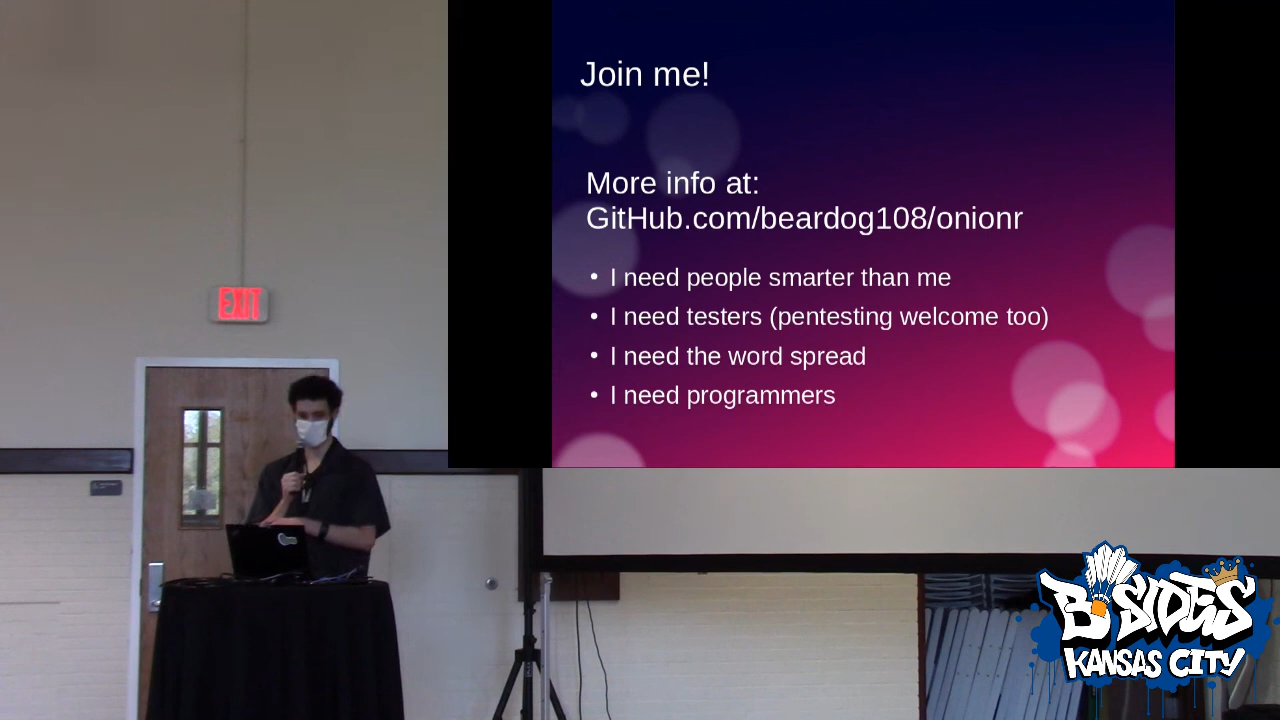 Join me!
More info at:
GitHub.com/beardog108/onionr
• I need people smarter than me
• I need testers (pentesting welcome too)
• I need the word spread
• I need programmers
EXIT
BSIDES
KANSAS CITY